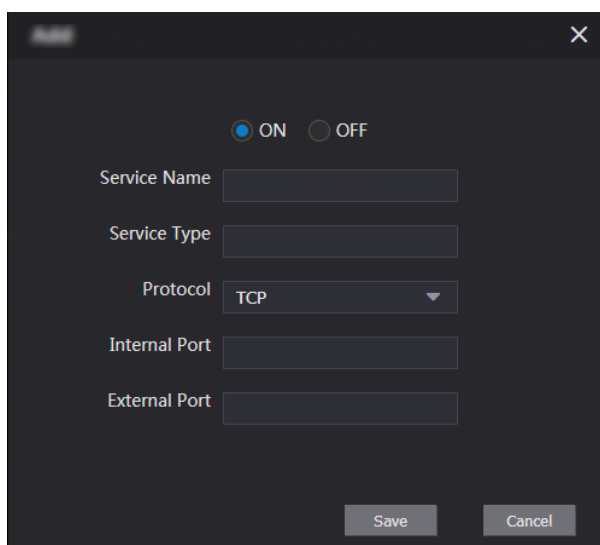 ON OFF
Service Name
Service Type
Protocol TCP
Internal Port
External Port
Save Cancel